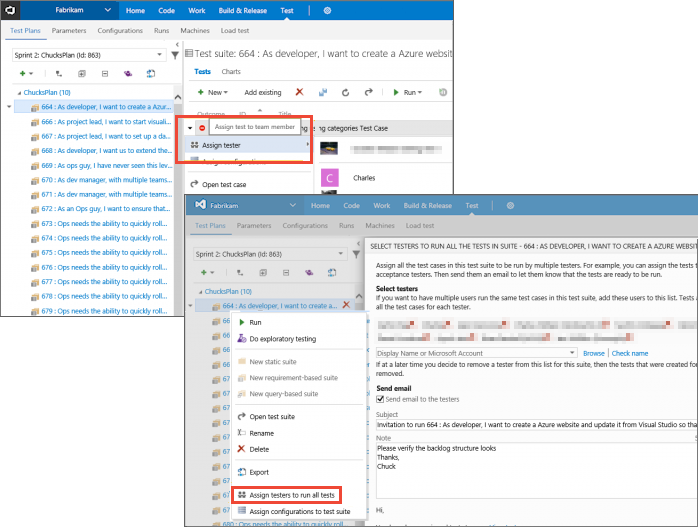 Fabrikam
Home
Code
Work
Build & Release
Test
Test Plans
Parameters
Configurations
Runs
Machines
Load test
Sprint 2: ChucksPlan (Id: 863)
ChucksPlan (10)
664 : As developer, I want to create a Azur...
666 : As project lead, I want to start visuali...
667 : As project lead, I want to set up a da...
668 : As developer, I want us to extend the...
669 : As ops guy, I have never seen this lev...
670 : As dev manager, with multiple teams...
671 : As dev manager, with multiple teams...
672 : As an Ops guy, I want to ensure that...
673 : Ops needs the ability to quickly roll...
674 : Ops needs the ability to quickly roll...
675 : Ops needs the ability to quickly roll...
676 : Ops needs the ability to quickly roll...
677 : Ops needs the ability to quickly roll...
678 : Ops needs the ability to quickly roll...
679 : Ops needs the ability to quickly roll...
Test suite: 664 : As developer, I want to create a Azure websit
Tests
Charts
New
Add existing
Run
Outcome
ID
Title
Assign test to team member
ng categories Test Case
Assign tester
Assign configuration
Open test case
C
Charles
Fabrikam
Home
Code
Work
Build & Release
Test
Test Plans
Parameters
Configurations
Runs
Machines
Load test
Sprint 2: ChucksPlan (Id: 863)
ChucksPlan (10)
664 : As developer, I want to create a...
Run
Do exploratory testing
New static suite
New requirement-based suite
New query-based suite
Open test suite
Rename
Delete
Export
Assign testers to run all tests
Assign configurations to test suite
680 : Ops needs the ability to quickly roll...
SELECT TESTERS TO RUN ALL THE TESTS IN SUITE - 664 : AS DEVELOPER, I WANT TO CREATE A AZURE WEBSIT
Assign all the test cases in this test suite to be run by testers. For example, you can assign the tests t
acceptance testers. Then send them an email to let them know that the tests are ready to be run.
Select testers
If you want to have multiple users run the same test cases in this test suite, add these users to this list. Tests a
all the test cases for each tester.
Display Name or Microsoft Account
Browse
Check name
If at a later time you decide to remove a tester from this list for this suite, then the tests that were created for
removed.
Send email
Send email to the testers
Subject
Invitation to run 664 : As developer, I want to create a Azure website and update it from Visual Studio so tha
Note
Please verify the backlog structure looks
Thanks,
Chuck
Hi,